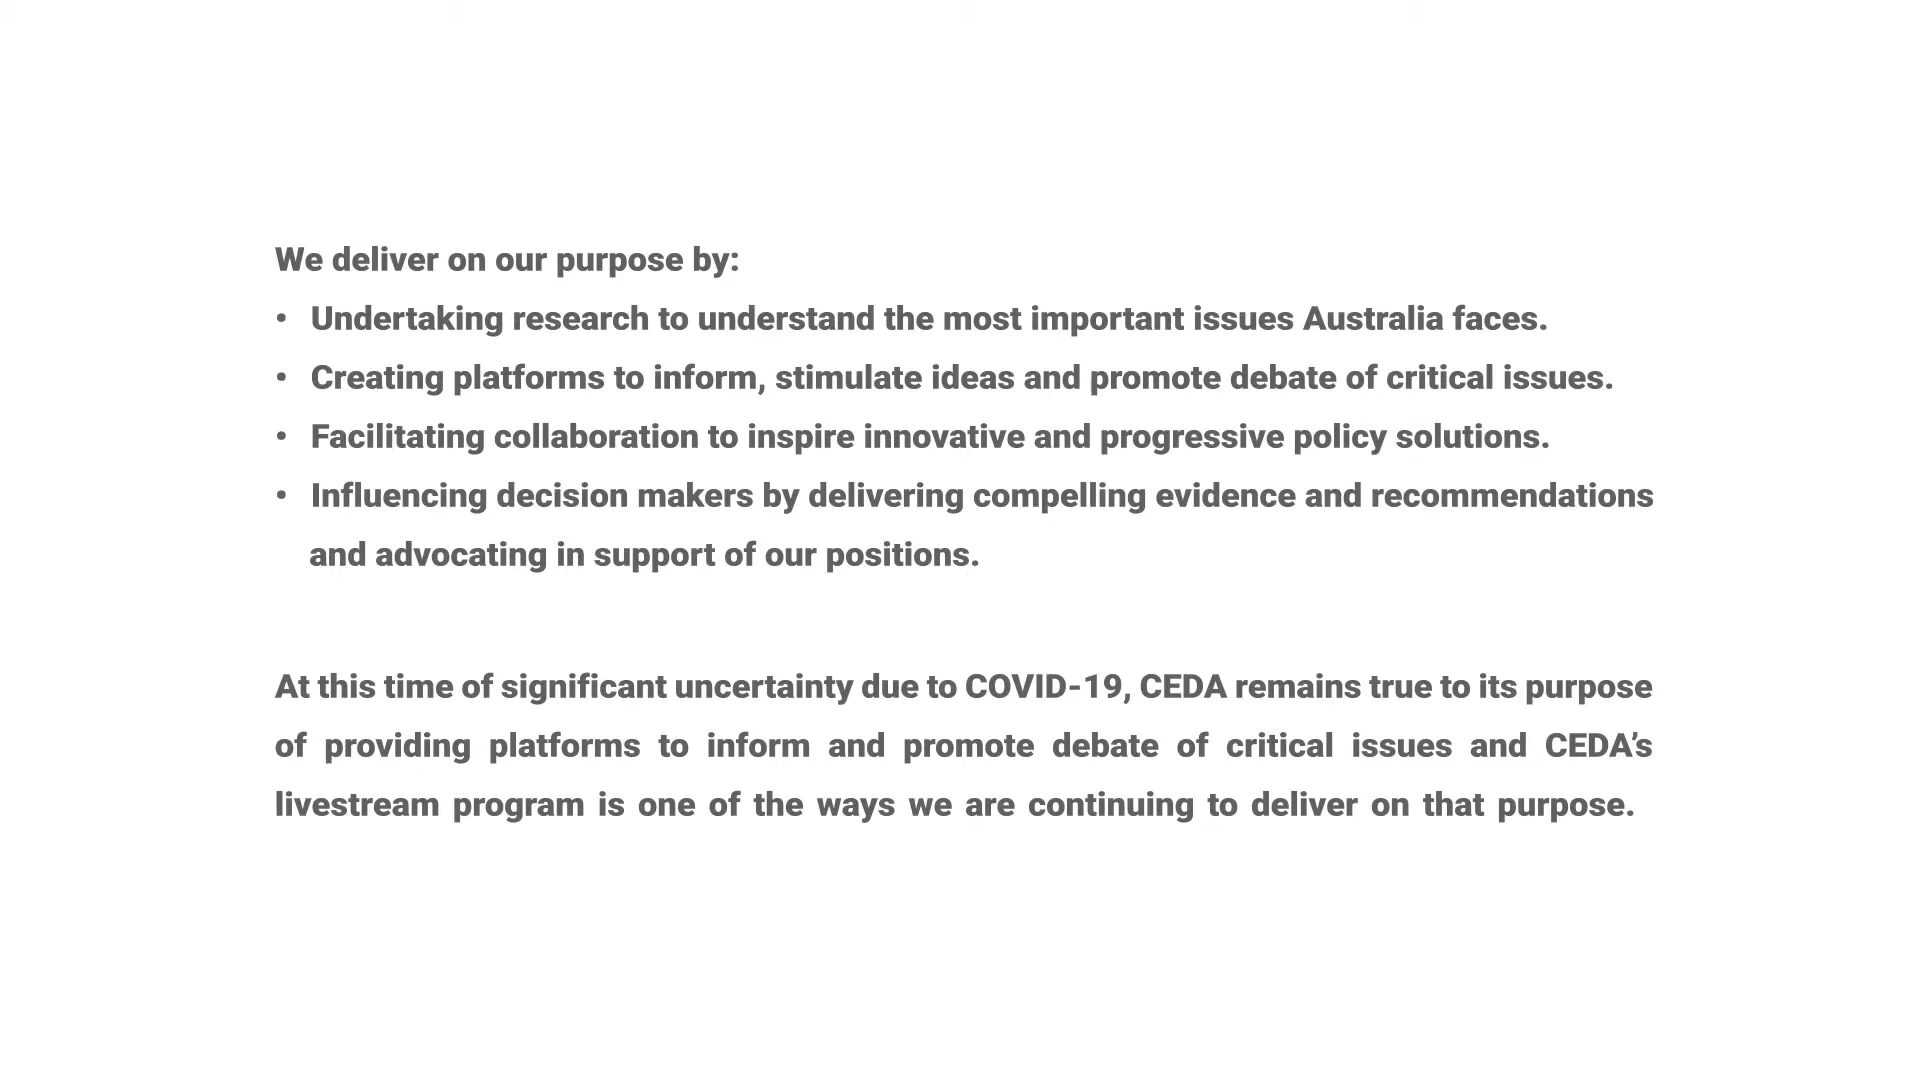 We deliver on our purpose by:
• Undertaking research to understand the most important issues Australia faces.
• Creating platforms to inform, stimulate ideas and promote debate of critical issues.
• Facilitating collaboration to inspire innovative and progressive policy solutions.
• Influencing decision makers by delivering compelling evidence and recommendations
and advocating in support of our positions.
At this time of significant uncertainty due to COVID-19, CEDA remains true to its purpose
of providing platforms to inform and promote debate of critical issues and CEDA’s
livestream program is one of the ways we are continuing to deliver on that purpose.